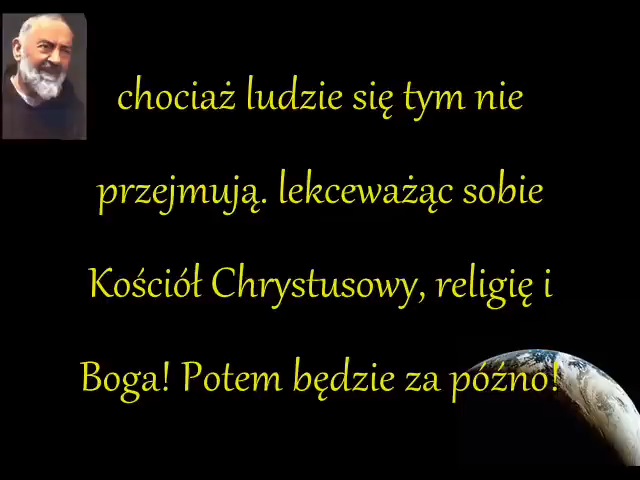 chociaż ludzie się tym nie
przejmują. lekceważąc sobie
Kościół Chrystusowy, religię i
Boga! Potem będzie za późno!